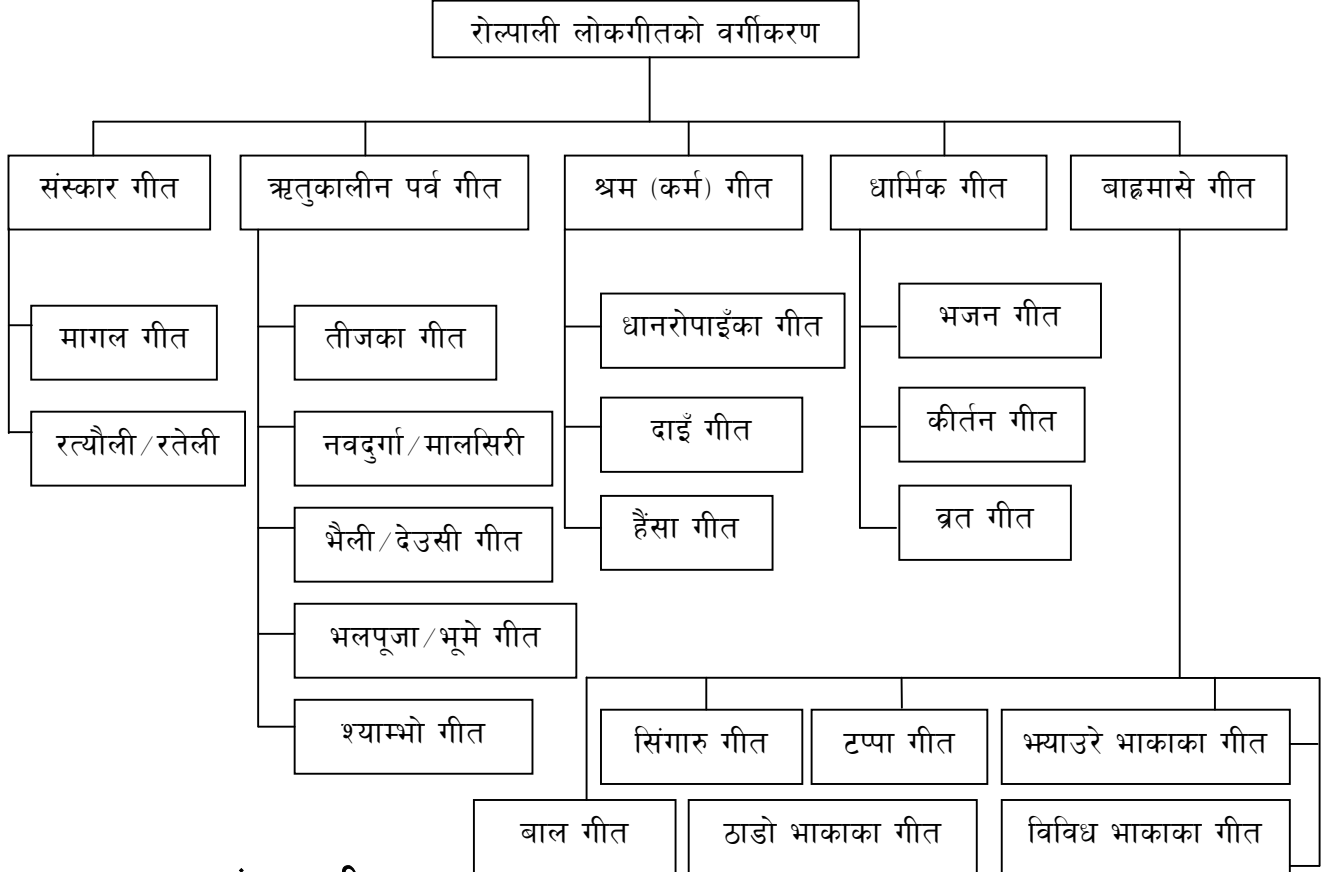 रोल्पाली लोकगीतको वर्गीकरण
संस्कार गीत
ऋतुकालीन पर्व गीत
श्रम (कर्म) गीत
धार्मिक गीत
बाह्रमासे गीत
मागल गीत
रत्यौली/रतेली
तीजका गीत
नवदुर्गा/मालसिरी
भैली/देउसी गीत
भलपूजा/भूमे गीत
श्याम्भो गीत
धानरोपाइँका गीत
दाइँ गीत
हैंसा गीत
भजन गीत
कीर्तन गीत
व्रत गीत
सिंगारु गीत
टप्पा गीत
झ्याउरे भाकाका गीत
बाल गीत
ठाडो भाकाका गीत
विविध भाकाका गीत